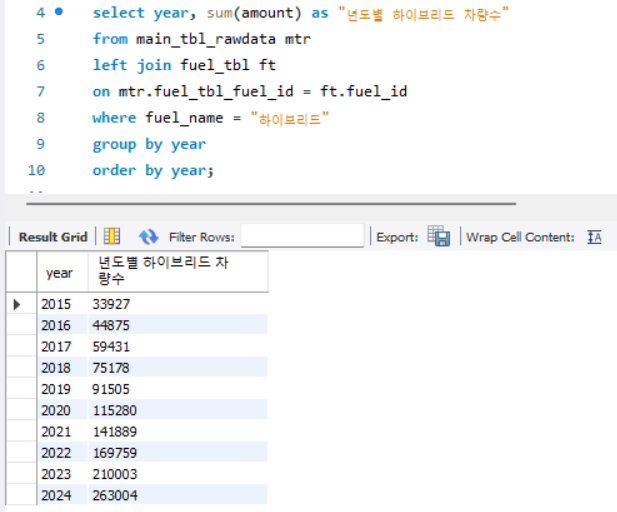 4 select year, sum(amount) as "년도별 하이브리드 차량수"
5 from main_tbl_rawdata mtr
6 left join fuel_tbl ft
7 on mtr.fuel_tbl_fuel_id = ft.fuel_id
8 where fuel_name = "하이브리드"
9 group by year
10 order by year;
Result Grid Filter Rows: Export: Wrap Cell Content: IA
year 년도별 하이브리드 차
량수
2015 33927
2016 44875
2017 59431
2018 75178
2019 91505
2020 115280
2021 141889
2022 169759
2023 210003
2024 263004